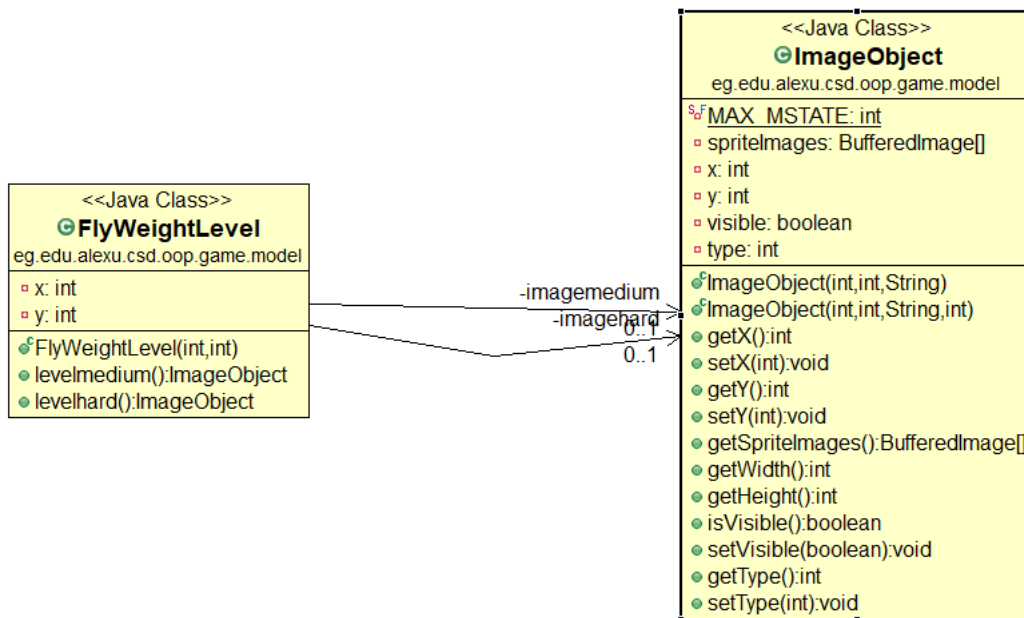 <<Java Class>>
FlyWeightLevel
eg.edu.alexu.csd.oop.game.model
x: int
y: int
FlyWeightLevel(int,int)
levelmedium():ImageObject
levelhard():ImageObject
-imagemedium
0..1
-imagehard
0..1
<<Java Class>>
ImageObject
eg.edu.alexu.csd.oop.game.model
MAX_MSTATE: int
spriteImages: BufferedImage[]
x: int
y: int
visible: boolean
type: int
ImageObject(int,int,String)
ImageObject(int,int,String,int)
getX():int
setX(int):void
getY():int
setY(int):void
getSpriteImages():BufferedImage[]
getWidth():int
getHeight():int
isVisible():boolean
setVisible(boolean):void
getType():int
setType(int):void